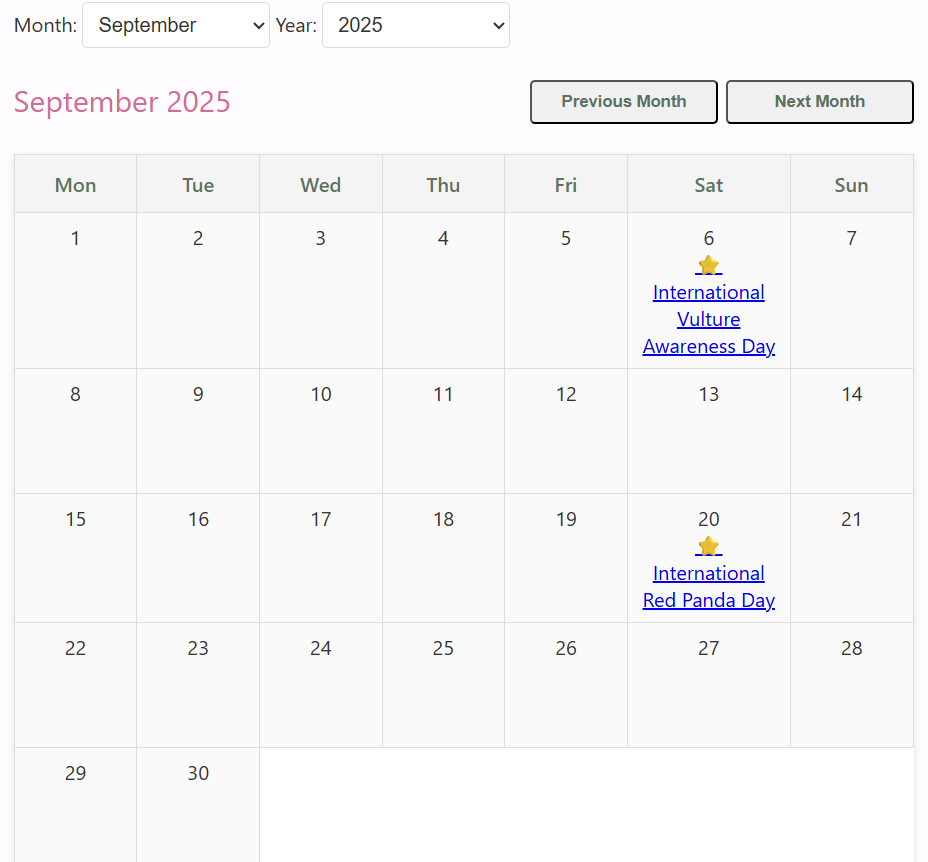 Month: September Year: 2025
September 2025 Previous Month Next Month
Mon Tue Wed Thu Fri Sat Sun
1 2 3 4 5 6 7
International
Vulture
Awareness Day
8 9 10 11 12 13 14
15 16 17 18 19 20 21
International
Red Panda Day
22 23 24 25 26 27 28
29 30